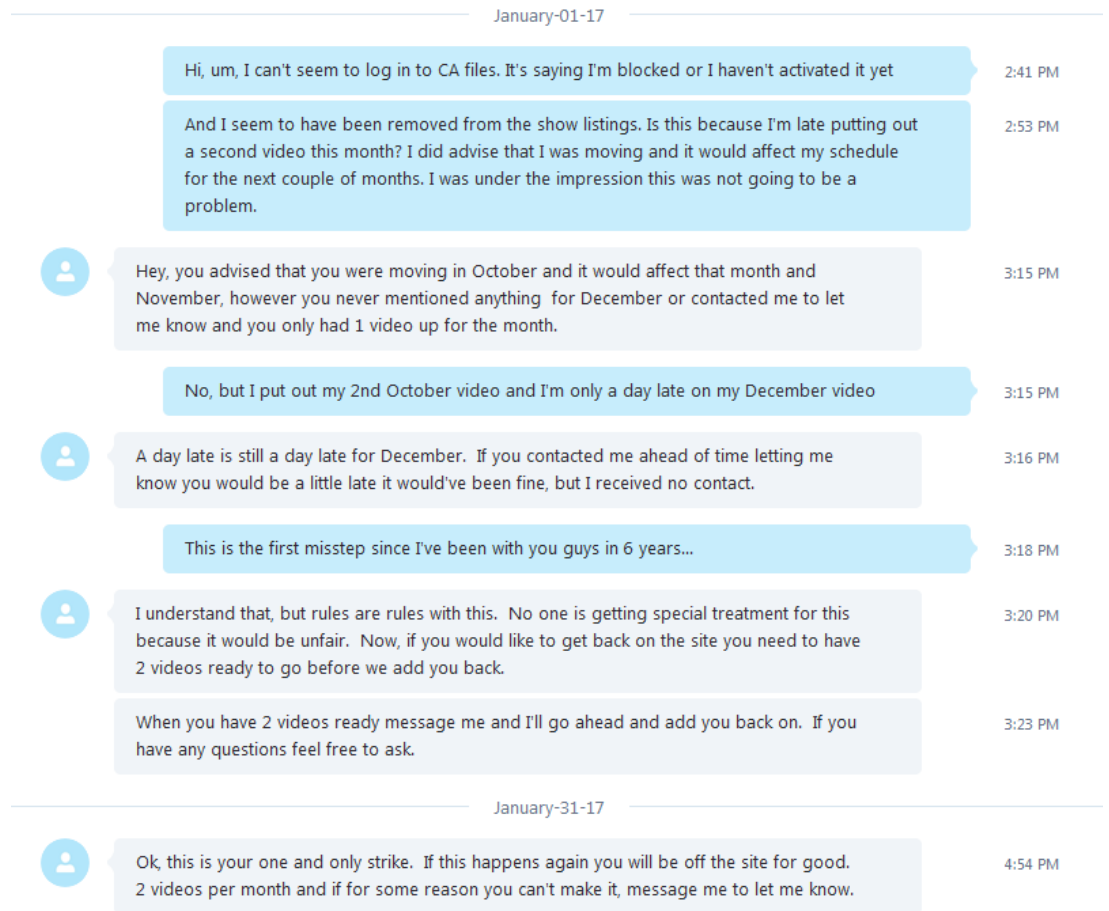 January-01-17
Hi, um, I can't seem to log in to CA files. It's saying I'm blocked or I haven't activated it yet
2:41 PM
And I seem to have been removed from the show listings. Is this because I'm late putting out
2:53 PM
a second video this month? I did advise that I was moving and it would affect my schedule
for the next couple of months. I was under the impression this was not going to be a
problem.
Hey, you advised that you were moving in October and it would affect that month and
3:15 PM
November, however you never mentioned anything  for December or contacted me to let
me know and you only had 1 video up for the month.
No, but I put out my 2nd October video and I'm only a day late on my December video
3:15 PM
A day late is still a day late for December.  If you contacted me ahead of time letting me
3:16 PM
know you would be a little late it would've been fine, but I received no contact.
This is the first misstep since I've been with you guys in 6 years...
3:18 PM
I understand that, but rules are rules with this.  No one is getting special treatment for this
3:20 PM
because it would be unfair.  Now, if you would like to get back on the site you need to have
2 videos ready to go before we add you back.
When you have 2 videos ready message me and I'll go ahead and add you back on.  If you
3:23 PM
have any questions feel free to ask.
January-31-17
Ok, this is your one and only strike.  If this happens again you will be off the site for good.
4:54 PM
2 videos per month and if for some reason you can't make it, message me to let me know.